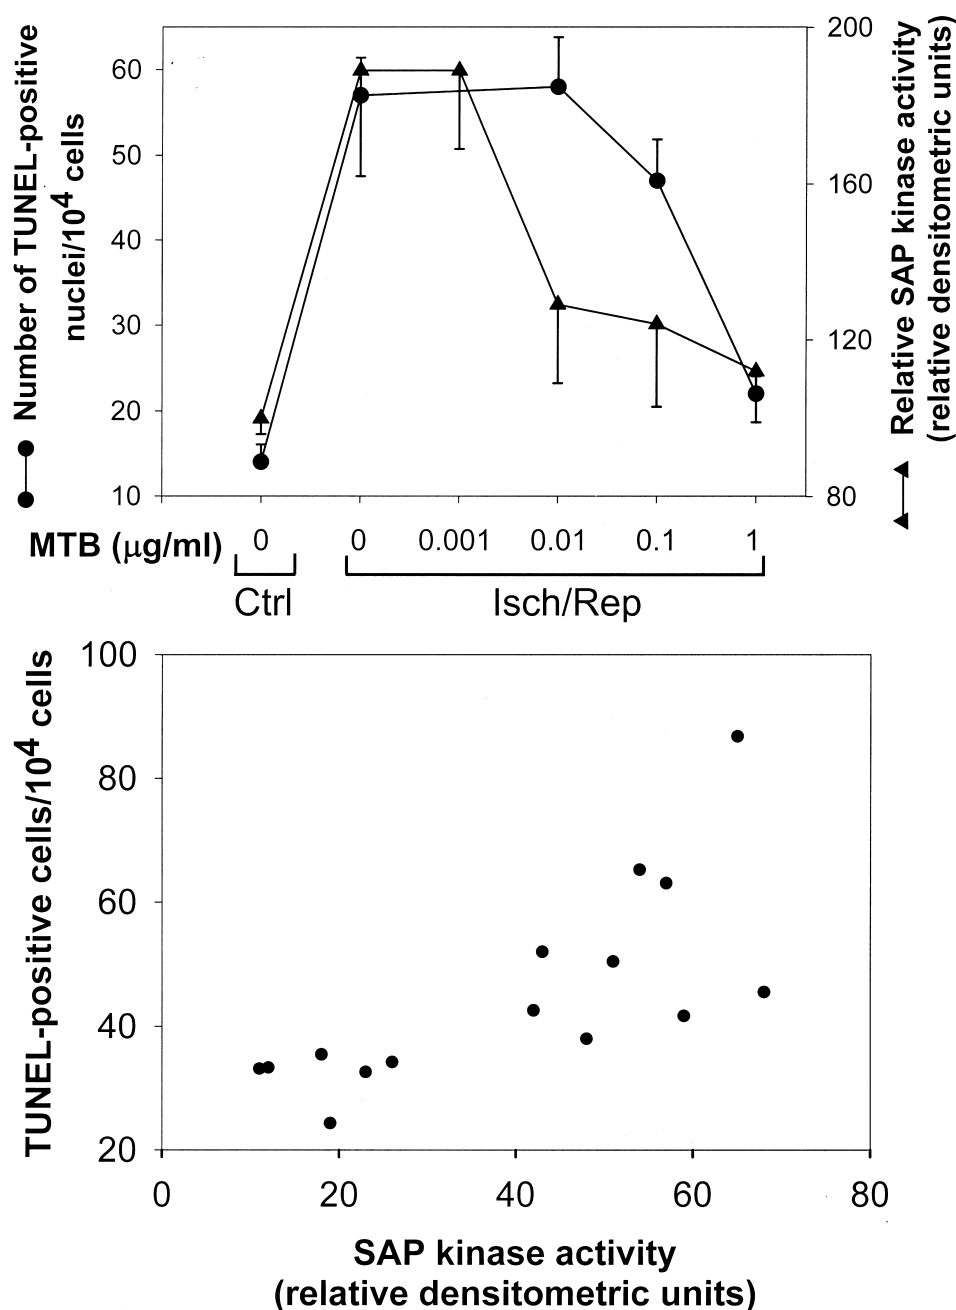 Number of TUNEL-positive
nuclei/10⁴ cells
60
50
40
30
20
10
200
160
120
80
Relative SAP kinase activity
(relative densitometric units)
MTB (μg/ml) 0 0 0.001 0.01 0.1 1
Ctrl Isch/Rep
TUNEL-positive cells/10⁴ cells
100
80
60
40
20
0 20 40 60 80
SAP kinase activity
(relative densitometric units)